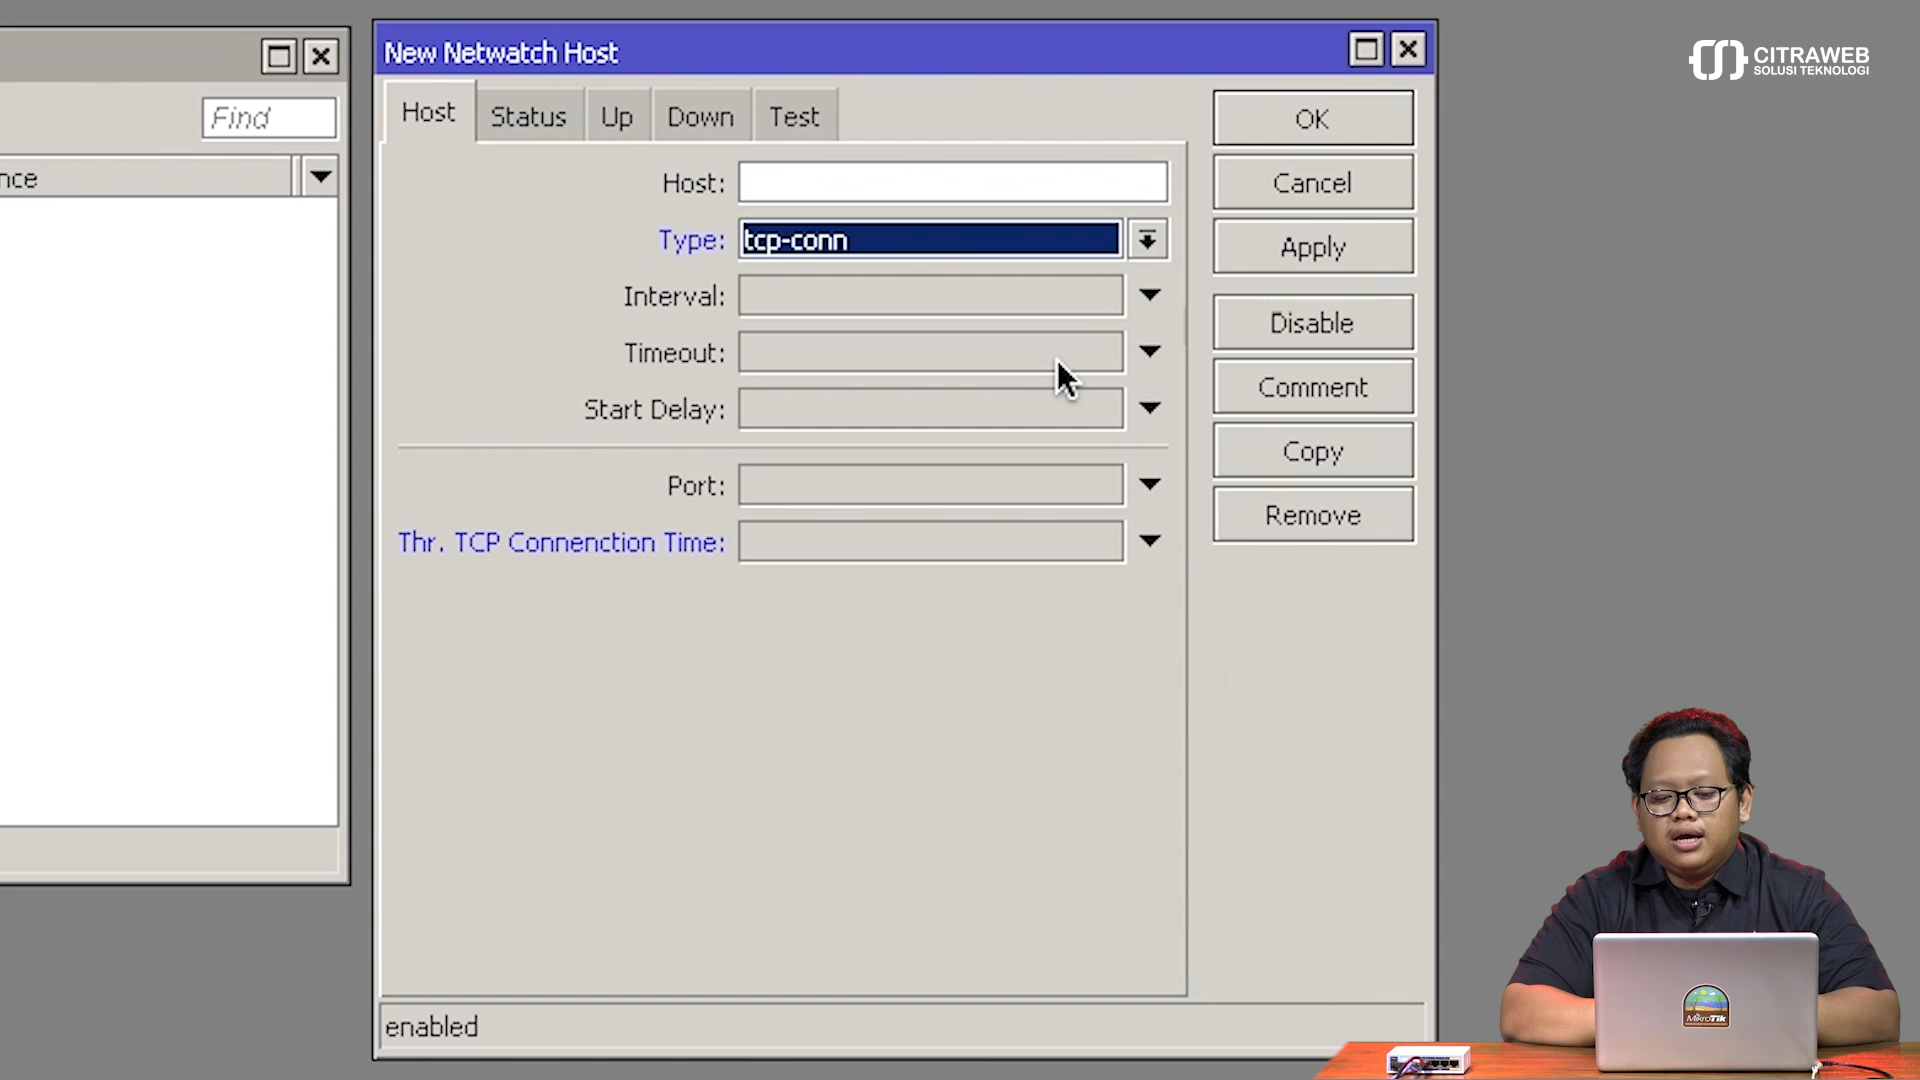 New Netwatch Host
CITRAWEB
SOLUSI TEKNOLOGI
Find
nce
Host
Status
Up
Down
Test
Host:
Type: tcp-conn
Interval:
Timeout:
Start Delay:
Port:
Thr. TCP Connenction Time:
OK
Cancel
Apply
Disable
Comment
Copy
Remove
enabled
MikroTik